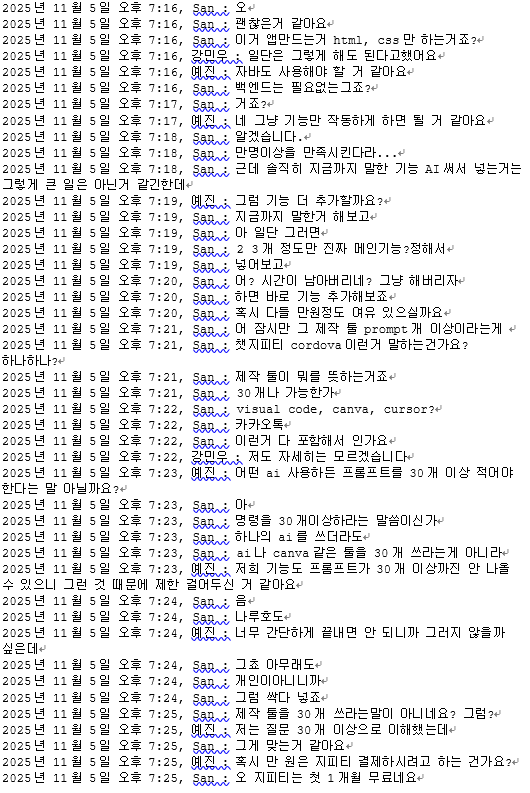 2025년 11월 5일 오후 7:16, San : 오
2025년 11월 5일 오후 7:16, San : 괜찮은거 같아요
2025년 11월 5일 오후 7:16, San : 이거 앱만드는거 html, css만 하는거죠?
2025년 11월 5일 오후 7:16, 강민우 : 일단은 그렇게 해도 된다고했어요
2025년 11월 5일 오후 7:16, 예진 : 자바도 사용해야 할 거 같아요
2025년 11월 5일 오후 7:16, San : 백엔드는 필요없는그죠?
2025년 11월 5일 오후 7:17, San : 거죠?
2025년 11월 5일 오후 7:17, 예진 : 네 그냥 기능만 작동하게 하면 될 거 같아요
2025년 11월 5일 오후 7:18, San : 알겠습니다.
2025년 11월 5일 오후 7:18, San : 만명이상을 만족시킨다라...
2025년 11월 5일 오후 7:18, San : 근데 솔직히 지금까지 말한 기능 AI써서 넣는거는
그렇게 큰 일은 아닌거 같긴한데
2025년 11월 5일 오후 7:19, 예진 : 그럼 기능 더 추가할까요?
2025년 11월 5일 오후 7:19, San : 지금까지 말한거 해보고
2025년 11월 5일 오후 7:19, San : 아 일단 그러면
2025년 11월 5일 오후 7:19, San : 2 3개 정도만 진짜 메인기능?정해서
2025년 11월 5일 오후 7:19, San : 넣어보고
2025년 11월 5일 오후 7:20, San : 어? 시간이 남아버리네? 그냥 해버리자
2025년 11월 5일 오후 7:20, San : 하면 바로 기능 추가해보죠
2025년 11월 5일 오후 7:20, San : 혹시 다들 만원정도 여유 있으실까요
2025년 11월 5일 오후 7:21, San : 어 잠시만 그 제작 툴 prompt개 이상이라는게
2025년 11월 5일 오후 7:21, San : 챗지피티 cordova이런거 말하는건가요?
하나하나?
2025년 11월 5일 오후 7:21, San : 제작 툴이 뭐를 뜻하는거죠
2025년 11월 5일 오후 7:21, San : 30개나 가능한가
2025년 11월 5일 오후 7:22, San : visual code, canva, cursor?
2025년 11월 5일 오후 7:22, San : 카카오톡
2025년 11월 5일 오후 7:22, San : 이런거 다 포함해서 인가요
2025년 11월 5일 오후 7:22, 강민우 : 저도 자세히는 모르겠습니다
2025년 11월 5일 오후 7:23, 예진 : 어떤 ai 사용하든 프롬프트를 30개 이상 적어야
한다는 말 아닐까요?
2025년 11월 5일 오후 7:23, San : 아
2025년 11월 5일 오후 7:23, San : 명령을 30개이상하라는 말씀이신가
2025년 11월 5일 오후 7:23, San : 하나의 ai를 쓰더라도
2025년 11월 5일 오후 7:23, San : ai나 canva같은 툴을 30개 쓰라는게 아니라
2025년 11월 5일 오후 7:23, 예진 : 저희 기능도 프롬프트가 30개 이상까진 안 나올
수 있으니 그런 것 때문에 제한 걸어두신 거 같아요
2025년 11월 5일 오후 7:24, San : 음
2025년 11월 5일 오후 7:24, San : 나루호도
2025년 11월 5일 오후 7:24, 예진 : 너무 간단하게 끝내면 안 되니까 그러지 않을까
싶은데
2025년 11월 5일 오후 7:24, San : 그쵸 아무래도
2025년 11월 5일 오후 7:24, San : 개인이아니니까
2025년 11월 5일 오후 7:24, San : 그럼 싹다 넣죠
2025년 11월 5일 오후 7:25, San : 제작 툴을 30개 쓰라는말이 아니네요? 그럼?
2025년 11월 5일 오후 7:25, 예진 : 저는 질문 30개 이상으로 이해했는데
2025년 11월 5일 오후 7:25, San : 그게 맞는거 같아요
2025년 11월 5일 오후 7:25, 예진 : 혹시 만 원은 지피티 결제하시려고 하는 건가요?
2025년 11월 5일 오후 7:25, San : 오 지피티는 첫 1개월 무료네요